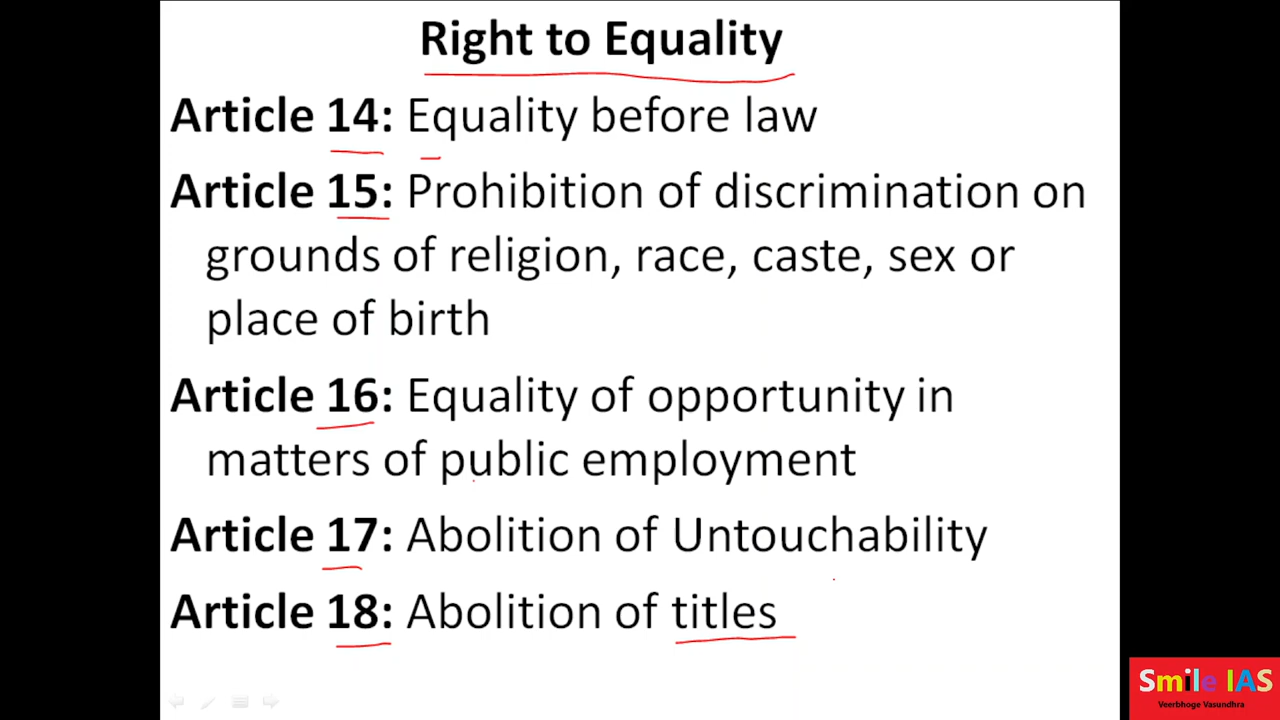 Right to Equality
Article 14: Equality before law
Article 15: Prohibition of discrimination on
grounds of religion, race, caste, sex or
place of birth
Article 16: Equality of opportunity in
matters of public employment
Article 17: Abolition of Untouchability
Article 18: Abolition of titles
Smile IAS
Veerbhoge Vasundhra